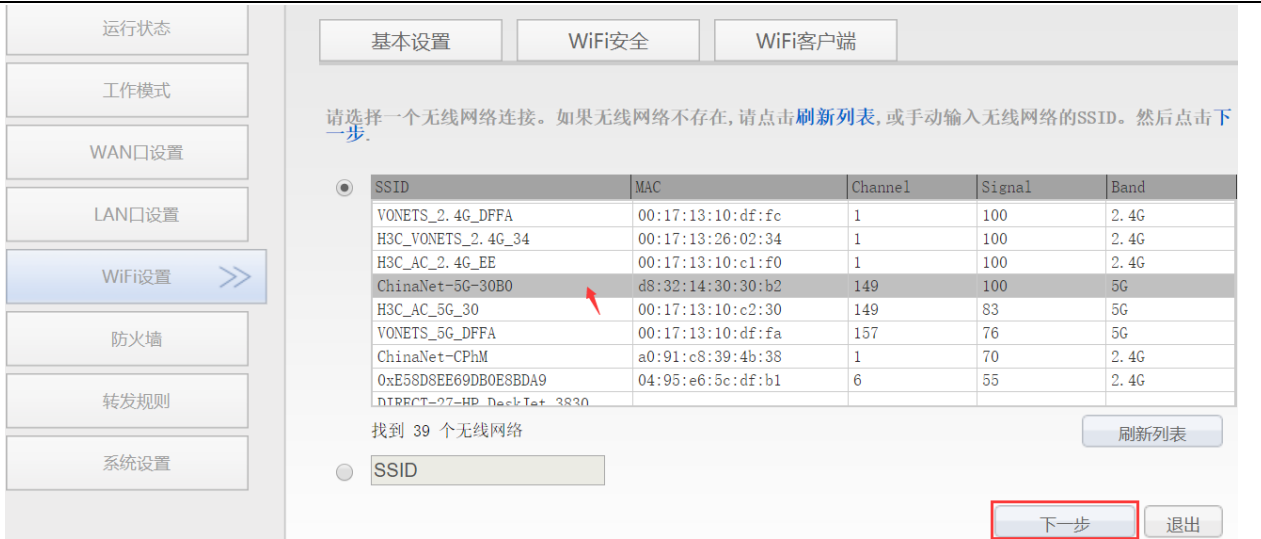 运行状态
工作模式
WAN口设置
LAN口设置
WiFi设置
防火墙
转发规则
系统设置
基本设置 WiFi安全 WiFi客户端
请选择一个无线网络连接。如果无线网络不存在,请点击刷新列表,或手动输入无线网络的SSID。然后点击下
一步.
SSID MAC Channel Signal Band
VONETS_2.4G_DFFA 00:17:13:10:df:fc 1 100 2.4G
H3C_VONETS_2.4G_34 00:17:13:26:02:34 1 100 2.4G
H3C_AC_2.4G_EE 00:17:13:10:c1:f0 1 100 2.4G
ChinaNet-5G-30B0 d8:32:14:30:30:b2 149 100 5G
H3C_AC_5G_30 00:17:13:10:c2:30 149 83 5G
VONETS_5G_DFFA 00:17:13:10:df:fa 157 76 5G
ChinaNet-CPhM a0:91:c8:39:4b:38 1 70 2.4G
0xE58D8EE69DB0E8BDA9 04:95:e6:5c:df:b1 6 55 2.4G
DIRECT-27-HP DeskJet 3830
找到 39 个无线网络
刷新列表
SSID
下一步 退出